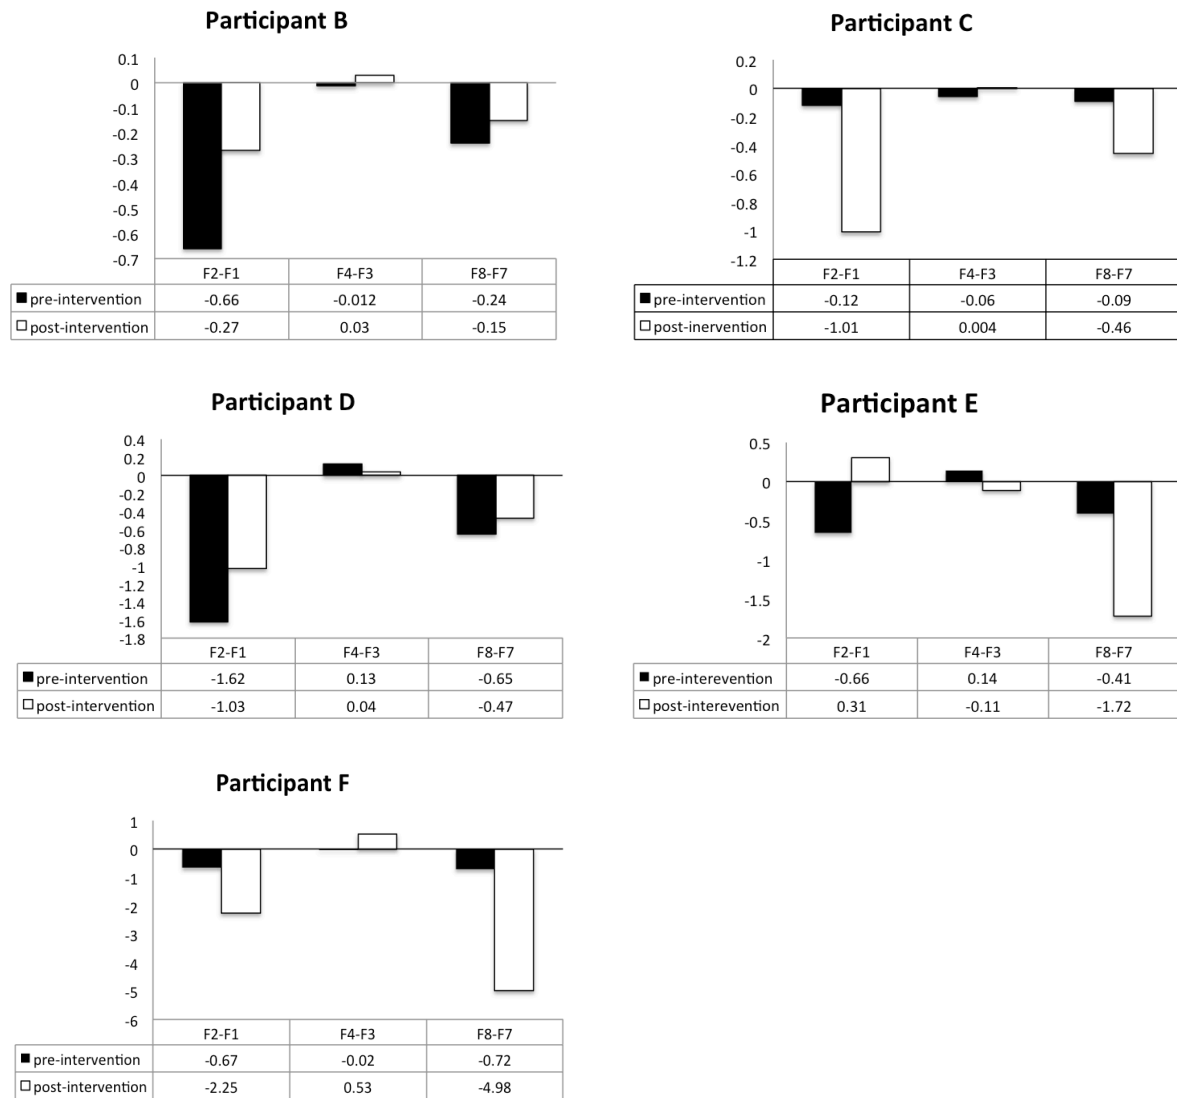 Participant B
0.1
0
-0.1
-0.2
-0.3
-0.4
-0.5
-0.6
-0.7
F2-F1 F4-F3 F8-F7
pre-intervention -0.66 -0.012 -0.24
post-intervention -0.27 0.03 -0.15
Participant C
0.2
0
-0.2
-0.4
-0.6
-0.8
-1
-1.2
F2-F1 F4-F3 F8-F7
pre-intervention -0.12 -0.06 -0.09
post-inervention -1.01 0.004 -0.46
Participant D
0.4
0.2
0
-0.2
-0.4
-0.6
-0.8
-1
-1.2
-1.4
-1.6
-1.8
F2-F1 F4-F3 F8-F7
pre-intervention -1.62 0.13 -0.65
post-intervention -1.03 0.04 -0.47
Participant E
0.5
0
-0.5
-1
-1.5
-2
F2-F1 F4-F3 F8-F7
pre-interevention -0.66 0.14 -0.41
post-interevention 0.31 -0.11 -1.72
Participant F
1
0
-1
-2
-3
-4
-5
-6
F2-F1 F4-F3 F8-F7
pre-intervention -0.67 -0.02 -0.72
post-intervention -2.25 0.53 -4.98